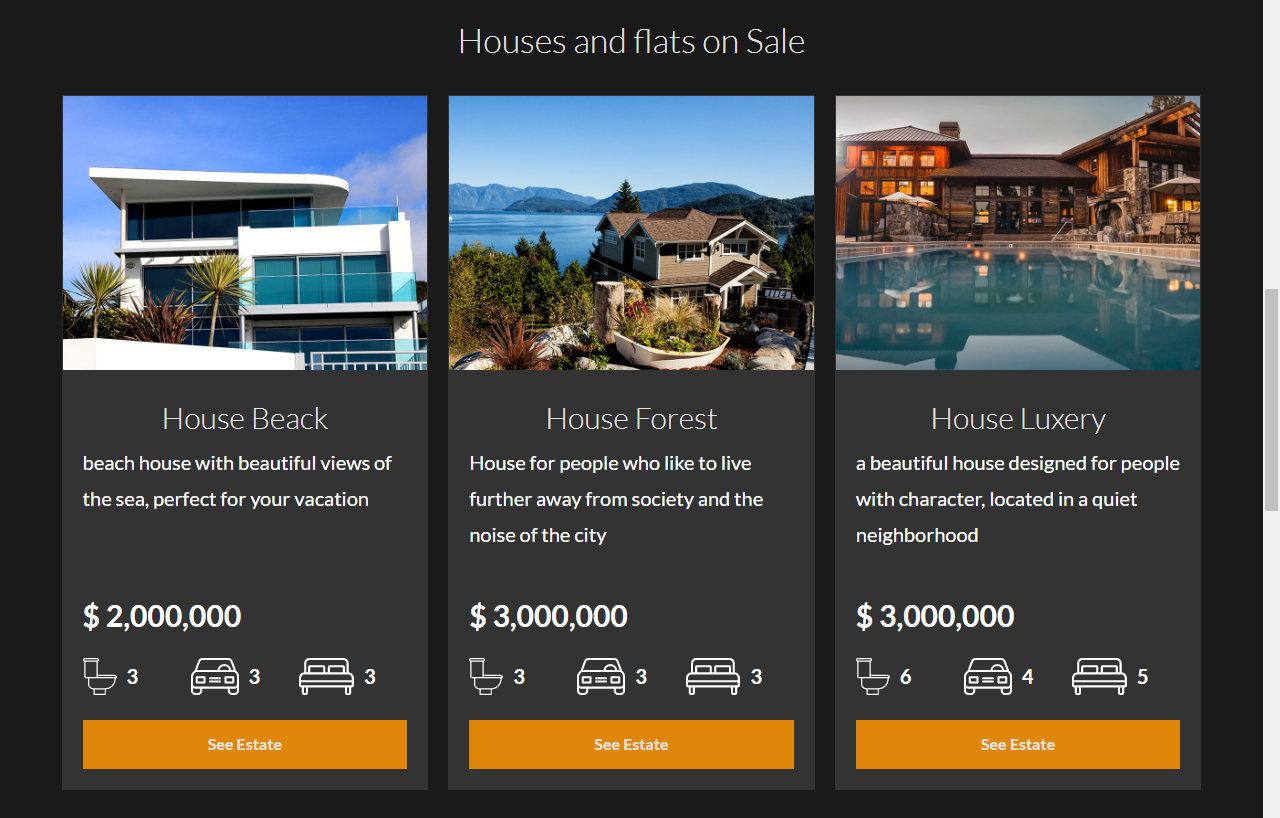 Houses and flats on Sale
House Beack
beach house with beautiful views of
the sea, perfect for your vacation
$ 2,000,000
3 3 3
See Estate
House Forest
House for people who like to live
further away from society and the
noise of the city
$ 3,000,000
3 3 3
See Estate
House Luxery
a beautiful house designed for people
with character, located in a quiet
neighborhood
$ 3,000,000
6 4 5
See Estate